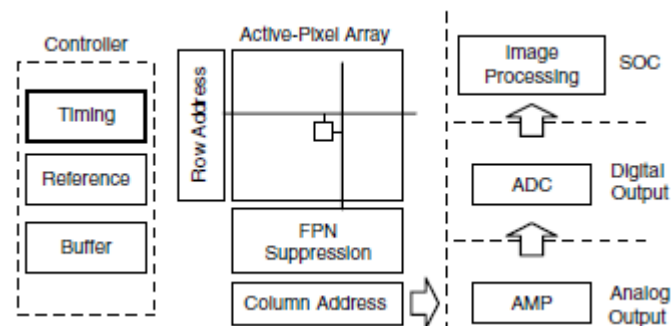 Controller
Timing
Reference
Buffer
Row Address
Active-Pixel Array
FPN
Suppression
Column Address
Image
Processing
SOC
ADC
Digital
Output
AMP
Analog
Output